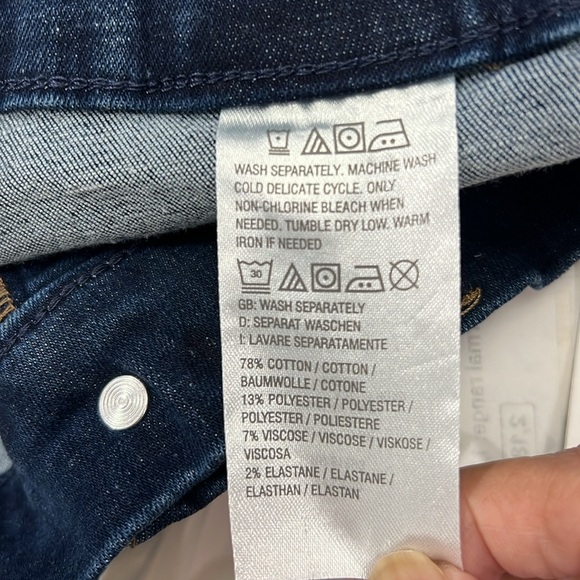 WASH SEPARATELY. MACHINE WASH
COLD DELICATE CYCLE. ONLY
NON-CHLORINE BLEACH WHEN
NEEDED. TUMBLE DRY LOW. WARM
IRON IF NEEDED
30
GB: WASH SEPARATELY
D: SEPARAT WASCHEN
I: LAVARE SEPARATAMENTE
78% COTTON / COTTON /
BAUMWOLLE / COTONE
13% POLYESTER / POLYESTER /
POLYESTER / POLIESTERE
7% VISCOSE / VISCOSE / VISKOSE /
VISCOSA
2% ELASTANE / ELASTANE /
ELASTHAN / ELASTAN